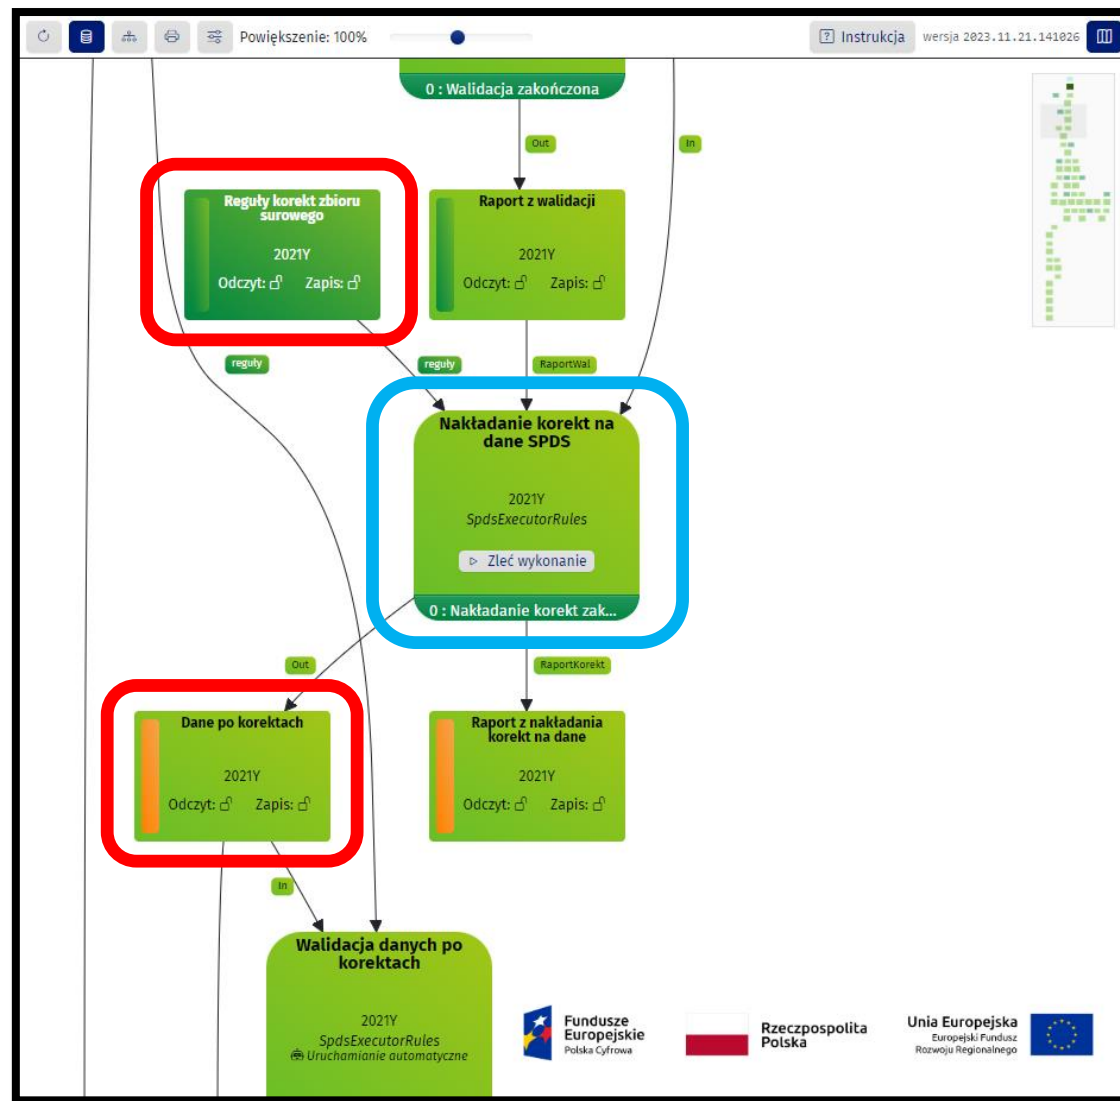 Powiększenie: 100%
Instrukcja
wersja 2023.11.21.141026
0 : Walidacja zakończona
Out
In
Reguły korekt zbioru
surowego
2021Y
Odczyt: Zapis:
Raport z walidacji
2021Y
Odczyt: Zapis:
reguły
reguły
RaportWal
Nakładanie korekt na
dane SPDS
2021Y
SpdsExecutorRules
Zleć wykonanie
0 : Nakładanie korekt zak...
Out
RaportKorekt
Dane po korektach
2021Y
Odczyt: Zapis:
Raport z nakładania
korekt na dane
2021Y
Odczyt: Zapis:
In
Walidacja danych po
korektach
2021Y
SpdsExecutorRules
Uruchamianie automatyczne
Fundusze
Europejskie
Polska Cyfrowa
Rzeczpospolita
Polska
Unia Europejska
Europejski Fundusz
Rozwoju Regionalnego